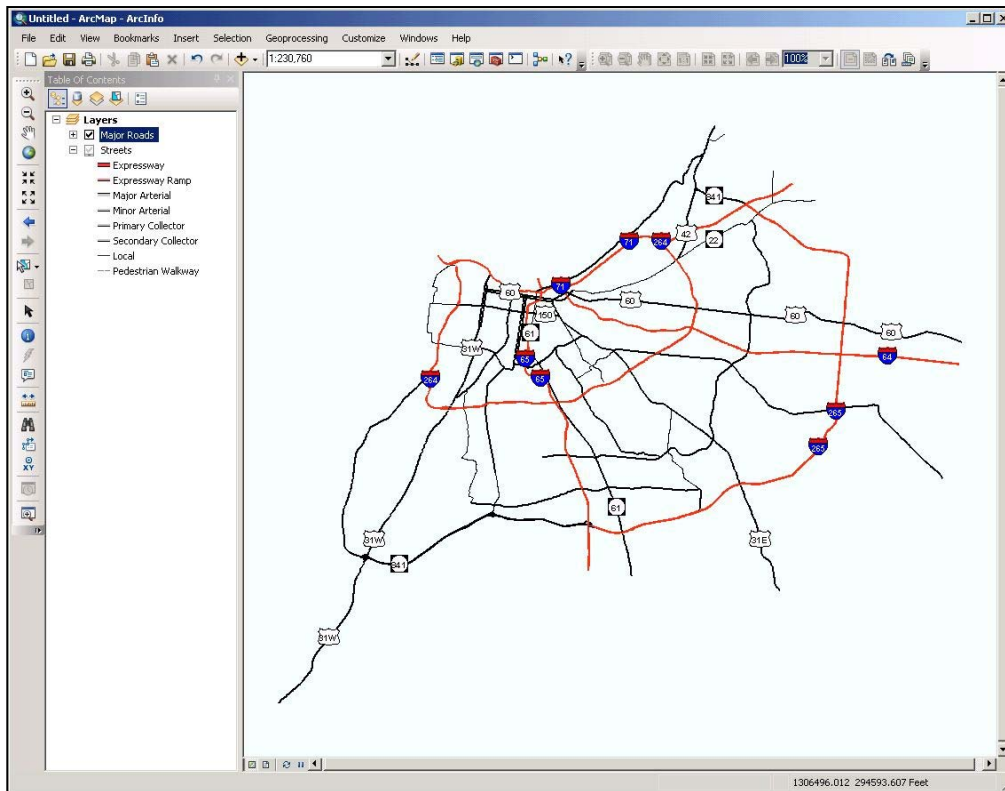 Untitled - ArcMap - ArcInfo
File Edit View Bookmarks Insert Selection Geoprocessing Customize Windows Help
1:230,760
100%
Table Of Contents
Layers
Major Roads
Streets
Expressway
Expressway Ramp
Major Arterial
Minor Arterial
Primary Collector
Secondary Collector
Local
Pedestrian Walkway
XY
841
42
22
71
264
71
60
60
150
60
60
61
31W
65
64
264
65
265
265
61
31W
31E
841
31W
1306496.012 294593.607 Feet